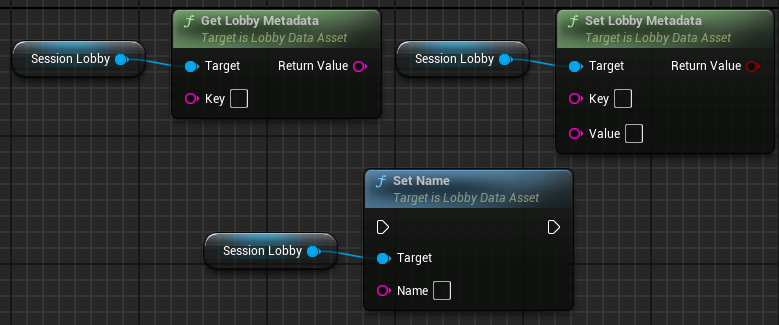 Get Lobby Metadata
Target is Lobby Data Asset
Session Lobby
Target
Return Value
Key
Set Lobby Metadata
Target is Lobby Data Asset
Session Lobby
Target
Return Value
Key
Value
Set Name
Target is Lobby Data Asset
Session Lobby
Target
Name